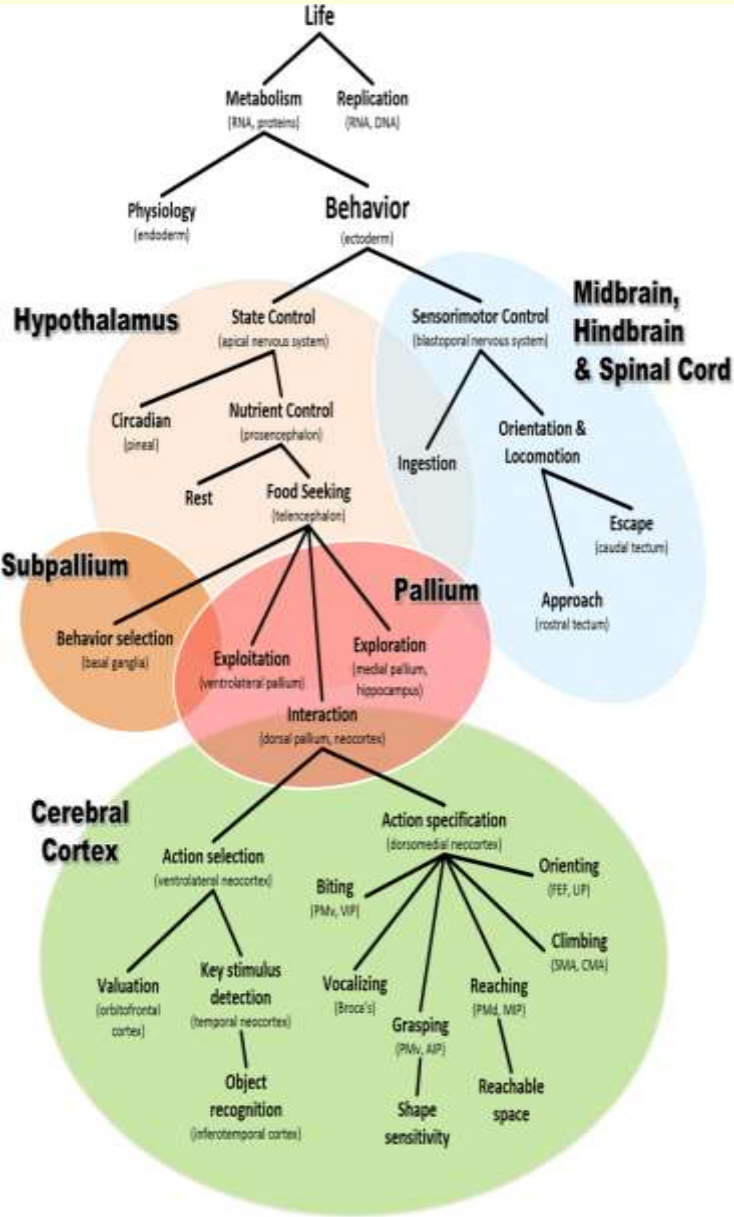 Life
Metabolism
(RNA, proteins)
Replication
(RNA, DNA)
Physiology
(endoderm)
Behavior
(ectoderm)
Hypothalamus
State Control
(apical nervous system)
Sensorimotor Control
(blastoporal nervous system)
Midbrain,
Hindbrain
& Spinal Cord
Circadian
(pineal)
Nutrient Control
(prosencephalon)
Ingestion
Orientation &
Locomotion
Rest
Food Seeking
(telencephalon)
Escape
(caudal tectum)
Approach
(rostral tectum)
Subpallium
Pallium
Behavior selection
(basal ganglia)
Exploitation
(ventrolateral pallium)
Exploration
(medial pallium,
hippocampus)
Interaction
(dorsal pallium, neocortex)
Cerebral
Cortex
Action selection
(ventrolateral neocortex)
Action specification
(dorsomedial neocortex)
Biting
(PMv, VIP)
Orienting
(FEF, LIP)
Climbing
(SMA, CMA)
Valuation
(orbitofrontal
cortex)
Key stimulus
detection
(temporal neocortex)
Vocalizing
(Broca's)
Grasping
(PMv, AIP)
Reaching
(PMd, MIP)
Object
recognition
(inferotemporal cortex)
Shape
sensitivity
Reachable
space